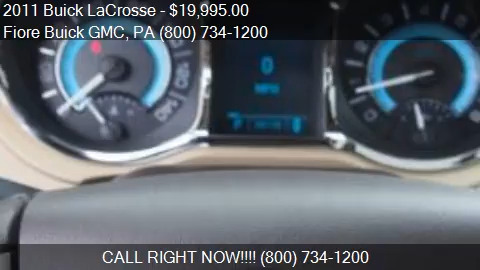 2011 Buick LaCrosse - $19,995.00
Fiore Buick GMC, PA (800) 734-1200
0
MPH
P
CALL RIGHT NOW!!!! (800) 734-1200